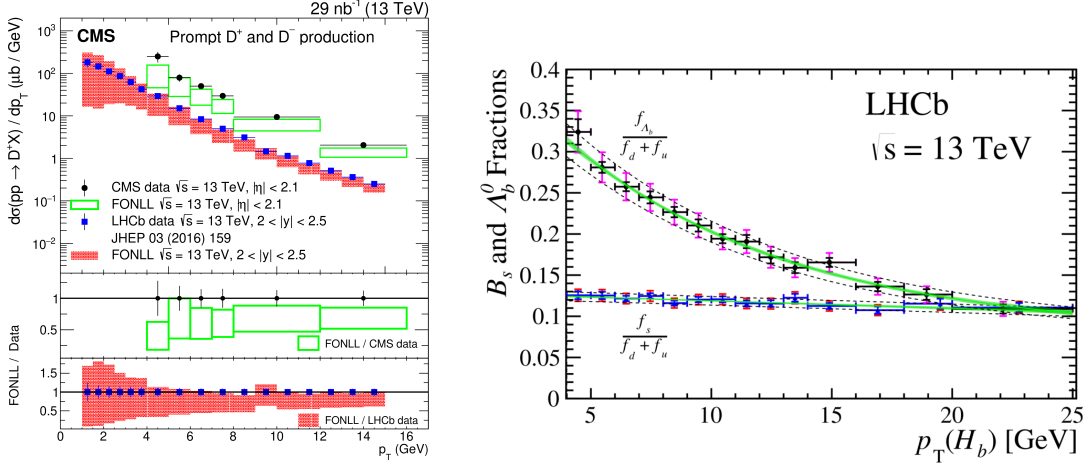 29 nb⁻¹ (13 TeV)
CMS
Prompt D⁺ and D⁻ production
dσ(pp → D⁺X) / dp_T (μb / GeV)
10³
10²
10
1
10⁻¹
10⁻²
CMS data √s = 13 TeV, |η| < 2.1
FONLL √s = 13 TeV, |η| < 2.1
LHCb data √s = 13 TeV, 2 < |y| < 2.5
JHEP 03 (2016) 159
FONLL √s = 13 TeV, 2 < |y| < 2.5
FONLL / Data
1
0.5
FONLL / CMS data
1.5
1
0.5
FONLL / LHCb data
0 2 4 6 8 10 12 14 16
p_T (GeV)
B_s and Λ_b^0 Fractions
0.4
0.35
0.3
0.25
0.2
0.15
0.1
0.05
0
LHCb
√s = 13 TeV
f_Λ_b
f_d + f_u
f_s
f_d + f_u
5 10 15 20 25
p_T(H_b) [GeV]